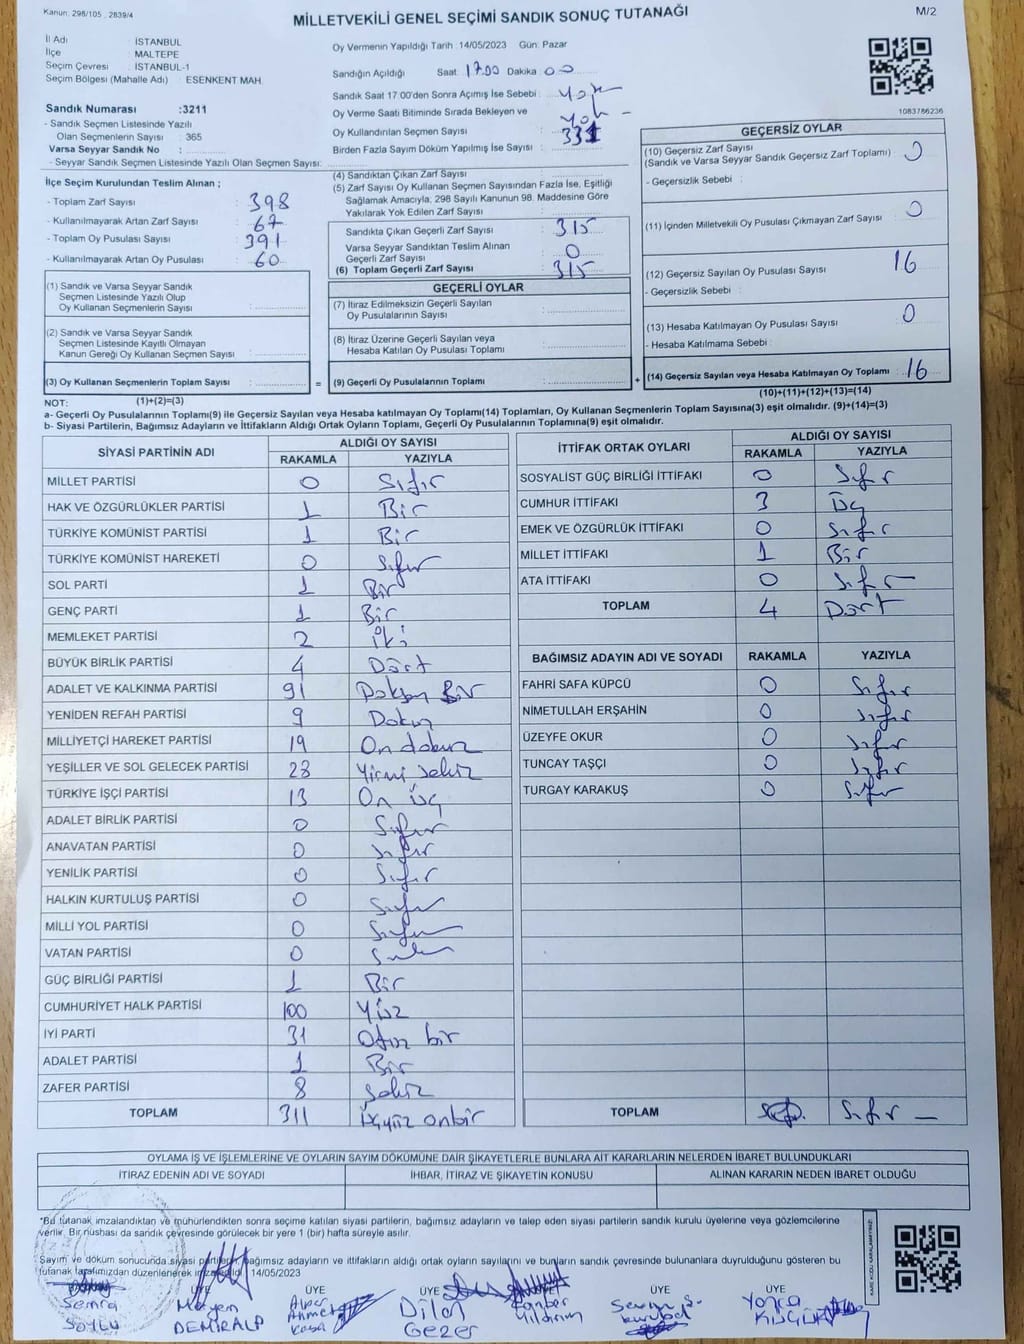 Kanun: 298/105 , 2839/4
MİLLETVEKİLİ GENEL SEÇİMİ SANDIK SONUÇ TUTANAĞI
M/2
İl Adı : İSTANBUL
İlçe : MALTEPE
Seçim Çevresi : İSTANBUL-1
Seçim Bölgesi (Mahalle Adı) : ESENKENT MAH.
Oy Vermenin Yapıldığı Tarih :14/05/2023 Gün: Pazar
Sandığın Açıldığı Saat 17.00 Dakika 00
Sandık Saat 17:00'den Sonra Açımış İse Sebebi : Yok
Oy Verme Saati Bitiminde Sırada Bekleyen ve
Oy Kullandırılan Seçmen Sayısı : Yok
331
Birden Fazla Sayım Döküm Yapılmış İse Sayısı :
1083786236
Sandık Numarası :3211
- Sandık Seçmen Listesinde Yazılı
Olan Seçmenlerin Sayısı : 365
Varsa Seyyar Sandık No :
- Seyyar Sandık Seçmen Listesinde Yazılı Olan Seçmen Sayısı:
İlçe Seçim Kurulundan Teslim Alınan ;
- Toplam Zarf Sayısı : 398
- Kullanılmayarak Artan Zarf Sayısı : 67
- Toplam Oy Pusulası Sayısı : 391
- Kullanılmayarak Artan Oy Pusulası : 60
(1) Sandık ve Varsa Seyyar Sandık
Seçmen Listesinde Yazılı Olup
Oy Kullanan Seçmenlerin Sayısı :
(2) Sandık ve Varsa Seyyar Sandık
Seçmen Listesinde Kayıtlı Olmayan
Kanun Gereği Oy Kullanan Seçmen Sayısı :
(3) Oy Kullanan Seçmenlerin Toplam Sayısı : =
(4) Sandıktan Çıkan Zarf Sayısı :
(5) Zarf Sayısı Oy Kullanan Seçmen Sayısından Fazla İse, Eşitliği
Sağlamak Amacıyla, 298 Sayılı Kanunun 98. Maddesine Göre
Yakılarak Yok Edilen Zarf Sayısı :
Sandıkta Çıkan Geçerli Zarf Sayısı : 315
Varsa Seyyar Sandıktan Teslim Alınan
Geçerli Zarf Sayısı : 0
(6) Toplam Geçerli Zarf Sayısı : 315
GEÇERLİ OYLAR
(7) İtiraz Edilmeksizin Geçerli Sayılan
Oy Pusulalarının Sayısı :
(8) İtiraz Üzerine Geçerli Sayılan veya
Hesaba Katılan Oy Pusulası Toplamı :
(9) Geçerli Oy Pusulalarının Toplamı : +
GEÇERSİZ OYLAR
(10) Geçersiz Zarf Sayısı
(Sandık ve Varsa Seyyar Sandık Geçersiz Zarf Toplamı) : 0
- Geçersizlik Sebebi :
(11) İçinden Milletvekili Oy Pusulası Çıkmayan Zarf Sayısı : 0
(12) Geçersiz Sayılan Oy Pusulası Sayısı : 16
- Geçersizlik Sebebi :
(13) Hesaba Katılmayan Oy Pusulası Sayısı : 0
- Hesaba Katılmama Sebebi :
(14) Geçersiz Sayılan veya Hesaba Katılmayan Oy Toplamı : 16
NOT: (1)+(2)=(3) (10)+(11)+(12)+(13)=(14)
a- Geçerli Oy Pusulalarının Toplamı(9) ile Geçersiz Sayılan veya Hesaba katılmayan Oy Toplamı(14) Toplamları, Oy Kullanan Seçmenlerin Toplam Sayısına(3) eşit olmalıdır. (9)+(14)=(3)
b- Siyasi Partilerin, Bağımsız Adayların ve İttifakların Aldığı Ortak Oyların Toplamı, Geçerli Oy Pusulalarının Toplamına(9) eşit olmalıdır.
SİYASİ PARTİNİN ADI ALDIĞI OY SAYISI
RAKAMLA YAZIYLA
MİLLET PARTİSİ 0 Sıfır
HAK VE ÖZGÜRLÜKLER PARTİSİ 1 Bir
TÜRKİYE KOMÜNİST PARTİSİ 1 Bir
TÜRKİYE KOMÜNİST HAREKETİ 0 Sıfır
SOL PARTİ 1 Bir
GENÇ PARTİ 1 Bir
MEMLEKET PARTİSİ 2 İki
BÜYÜK BİRLİK PARTİSİ 4 Dört
ADALET VE KALKINMA PARTİSİ 91 Doksan Bir
YENİDEN REFAH PARTİSİ 9 Dokuz
MİLLİYETÇİ HAREKET PARTİSİ 19 On dokuz
YEŞİLLER VE SOL GELECEK PARTİSİ 28 Yirmi sekiz
TÜRKİYE İŞÇİ PARTİSİ 13 On üç
ADALET BİRLİK PARTİSİ 0 Sıfır
ANAVATAN PARTİSİ 0 Sıfır
YENİLİK PARTİSİ 0 Sıfır
HALKIN KURTULUŞ PARTİSİ 0 Sıfır
MİLLİ YOL PARTİSİ 0 Sıfır
VATAN PARTİSİ 0 Sıfır
GÜÇ BİRLİĞİ PARTİSİ 1 Bir
CUMHURİYET HALK PARTİSİ 100 Yüz
İYİ PARTİ 31 Otuz bir
ADALET PARTİSİ 1 Bir
ZAFER PARTİSİ 8 Sekiz
TOPLAM 311 Üçyüz onbir
İTTİFAK ORTAK OYLARI ALDIĞI OY SAYISI
RAKAMLA YAZIYLA
SOSYALİST GÜÇ BİRLİĞİ İTTİFAKI 0 Sıfır
CUMHUR İTTİFAKI 3 Üç
EMEK VE ÖZGÜRLÜK İTTİFAKI 0 Sıfır
MİLLET İTTİFAKI 1 Bir
ATA İTTİFAKI 0 Sıfır
TOPLAM 4 Dört
BAĞIMSIZ ADAYIN ADI VE SOYADI RAKAMLA YAZIYLA
FAHRİ SAFA KÜPCÜ 0 Sıfır
NİMETULLAH ERŞAHİN 0 Sıfır
ÜZEYFE OKUR 0 Sıfır
TUNCAY TAŞÇI 0 Sıfır
TURGAY KARAKUŞ 0 Sıfır
TOPLAM Sıfır —
OYLAMA İŞ VE İŞLEMLERİNE VE OYLARIN SAYIM DÖKÜMÜNE DAİR ŞİKAYETLERLE BUNLARA AİT KARARLARIN NELERDEN İBARET BULUNDUKLARI
İTİRAZ EDENİN ADI VE SOYADI İHBAR, İTİRAZ VE ŞİKAYETİN KONUSU ALINAN KARARIN NEDEN İBARET OLDUĞU
*Bu tutanak imzalandıktan ve mühürlendikten sonra seçime katılan siyasi partilerin, bağımsız adayların ve talep eden siyasi partilerin sandık kurulu üyelerine veya gözlemcilerine
verilir. Bir nüshası da sandık çevresinde görülecek bir yere 1 (bir) hafta süreyle asılır.
Sayım ve döküm sonucunda siyasi partilerin, bağımsız adayların ve ittifakların aldığı ortak oyların sayılarını ve bunların sandık çevresinde bulunanlara duyrulduğunu gösteren bu
tutanak tarafımızdan düzenlenerek imzalandı. 14/05/2023
KARE KODU KARALAMAYINIZ!
ÜYE ÜYE ÜYE ÜYE ÜYE ÜYE
Semra Meryem Ahmet Dilan Yonca
SOYLU DEMİRALP Gezer Yıldırım